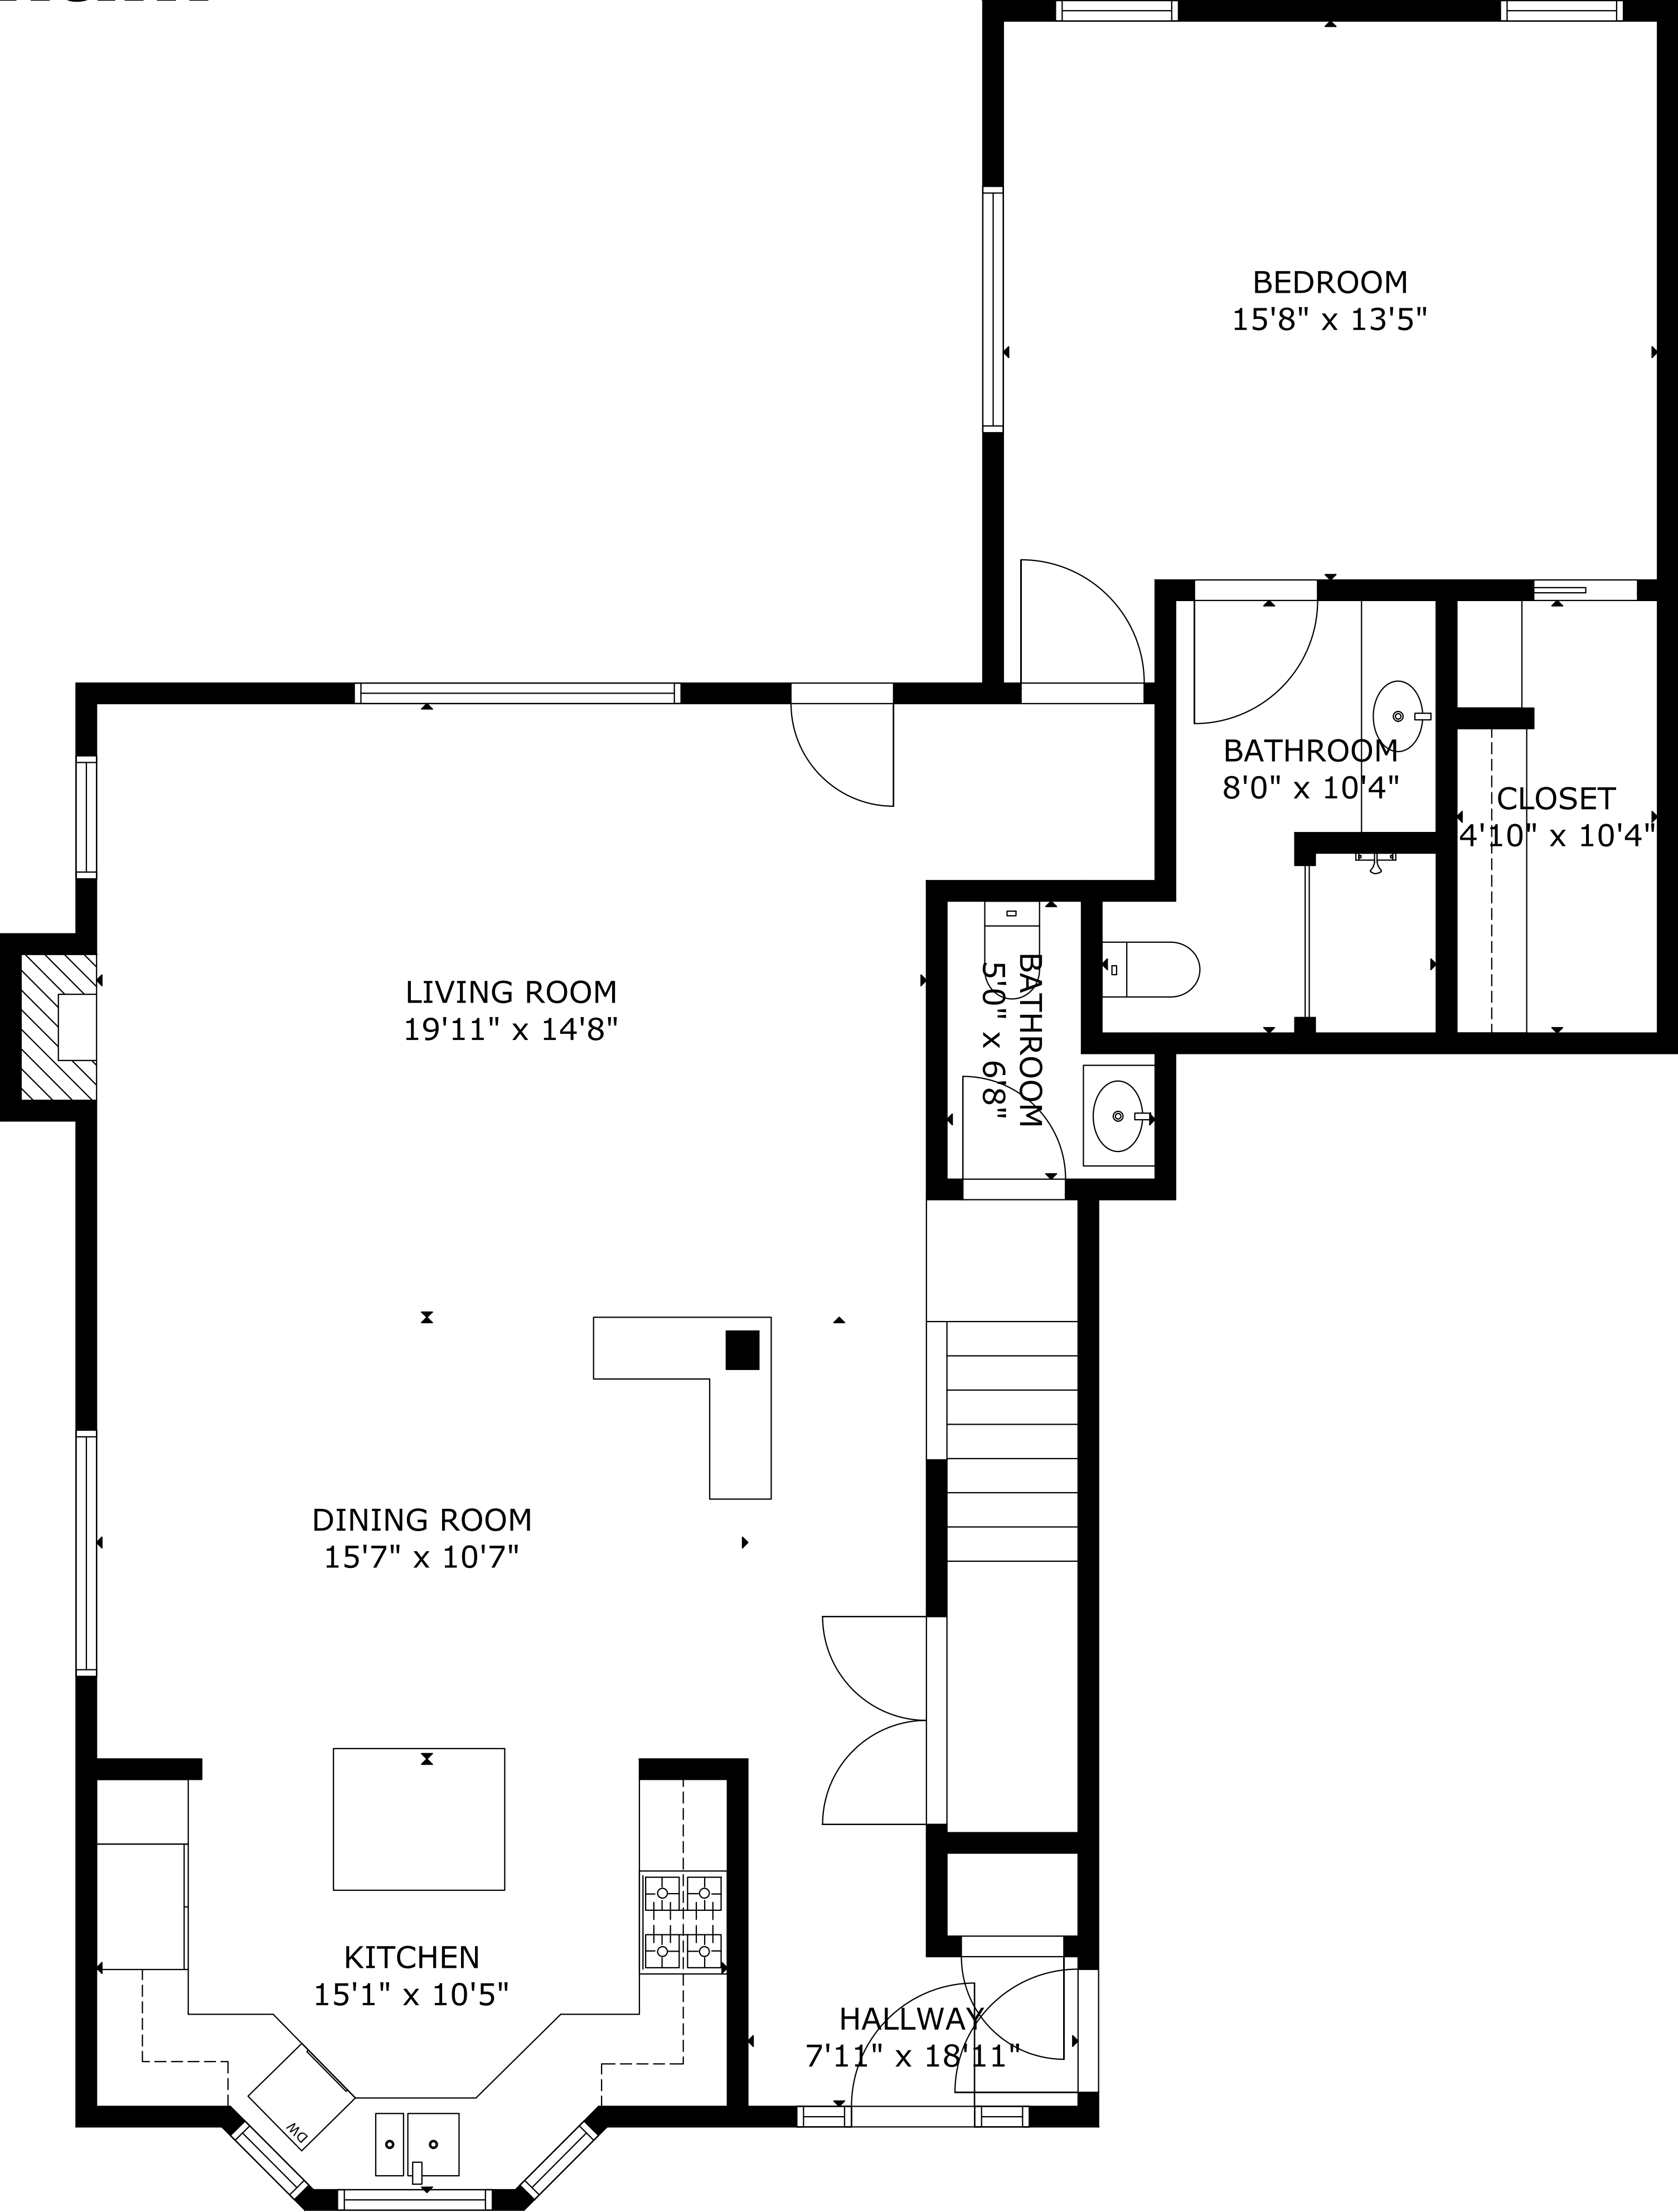 BEDROOM
15'8" x 13'5"
BATHROOM
8'0" x 10'4"
CLOSET
4'10" x 10'4"
LIVING ROOM
19'11" x 14'8"
BATHROOM
5'0" x 6'8"
DINING ROOM
15'7" x 10'7"
KITCHEN
15'1" x 10'5"
HALLWAY
7'11" x 18'11"
DW